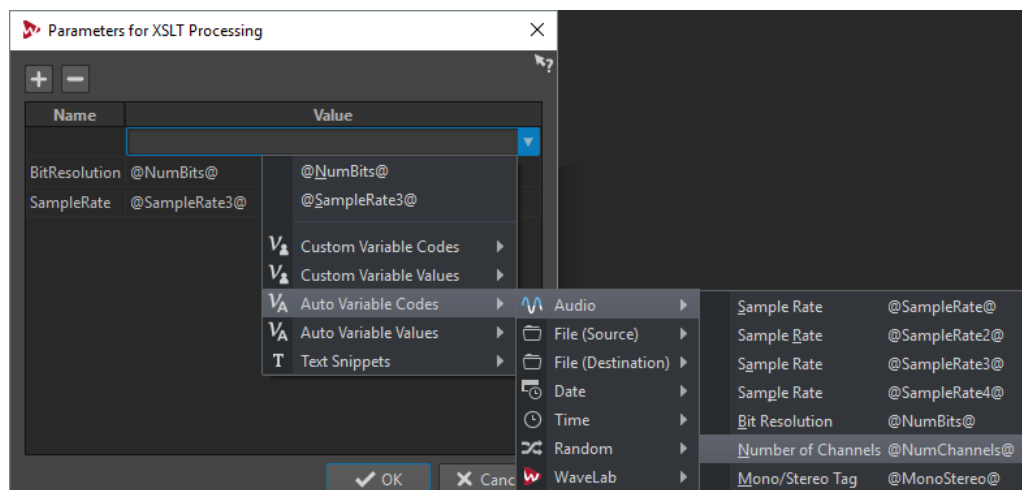 Parameters for XSLT Processing
Name Value
BitResolution @NumBits@
SampleRate @SampleRate3@
@NumBits@
@SampleRate3@
Custom Variable Codes
Custom Variable Values
Auto Variable Codes
Auto Variable Values
T Text Snippets
Audio
File (Source)
File (Destination)
Date
Time
Random
WaveLab
Sample Rate @SampleRate@
Sample Rate @SampleRate2@
Sample Rate @SampleRate3@
Sample Rate @SampleRate4@
Bit Resolution @NumBits@
Number of Channels @NumChannels@
Mono/Stereo Tag @MonoStereo@
OK Canc